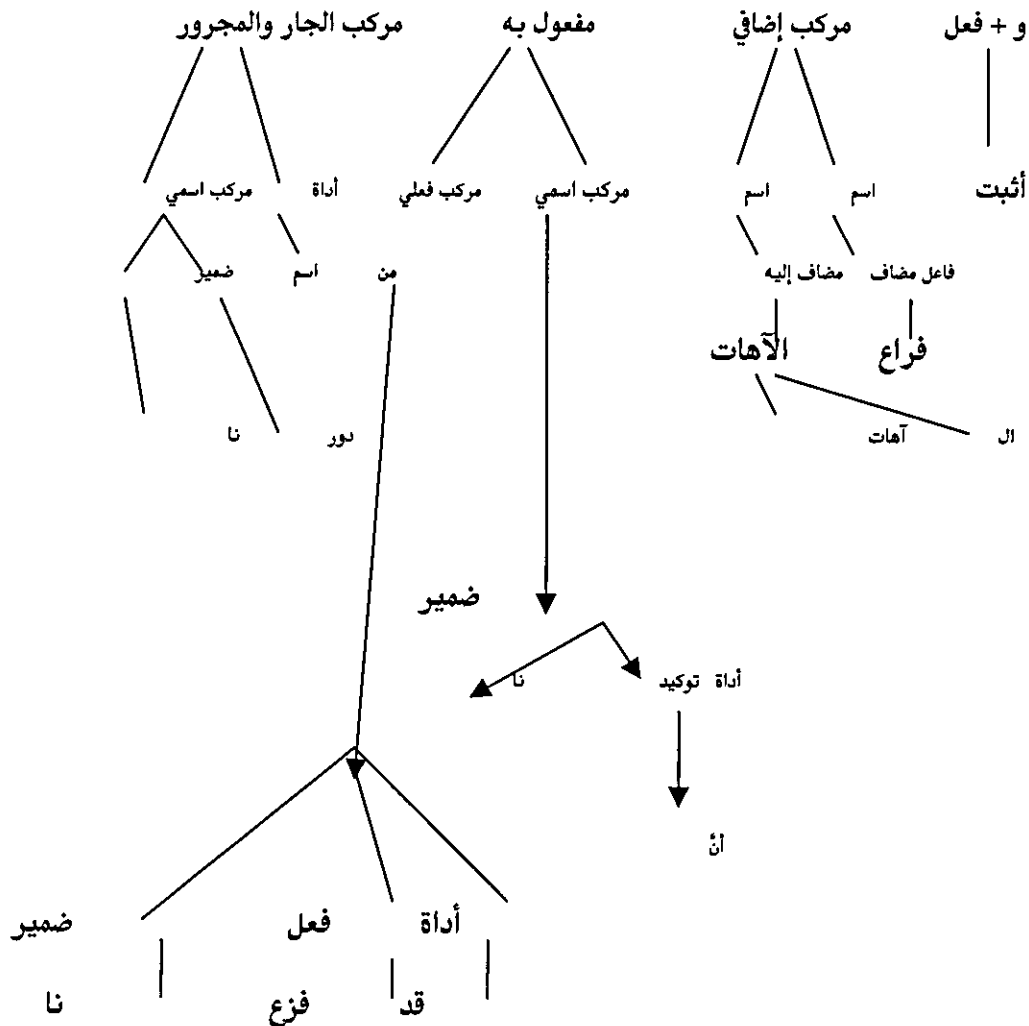 و + فعل مركب إضافي مفعول به مركب الجار والمجرور
أثبت اسم اسم مركب اسمي مركب فعلي أداة مركب اسمي
فاعل مضاف مضاف إليه من اسم ضمير
فراع الآهات
ال آهات دور نا
ضمير
أداة توكيد نا
أنَّ
أداة فعل ضمير
قد فزع نا